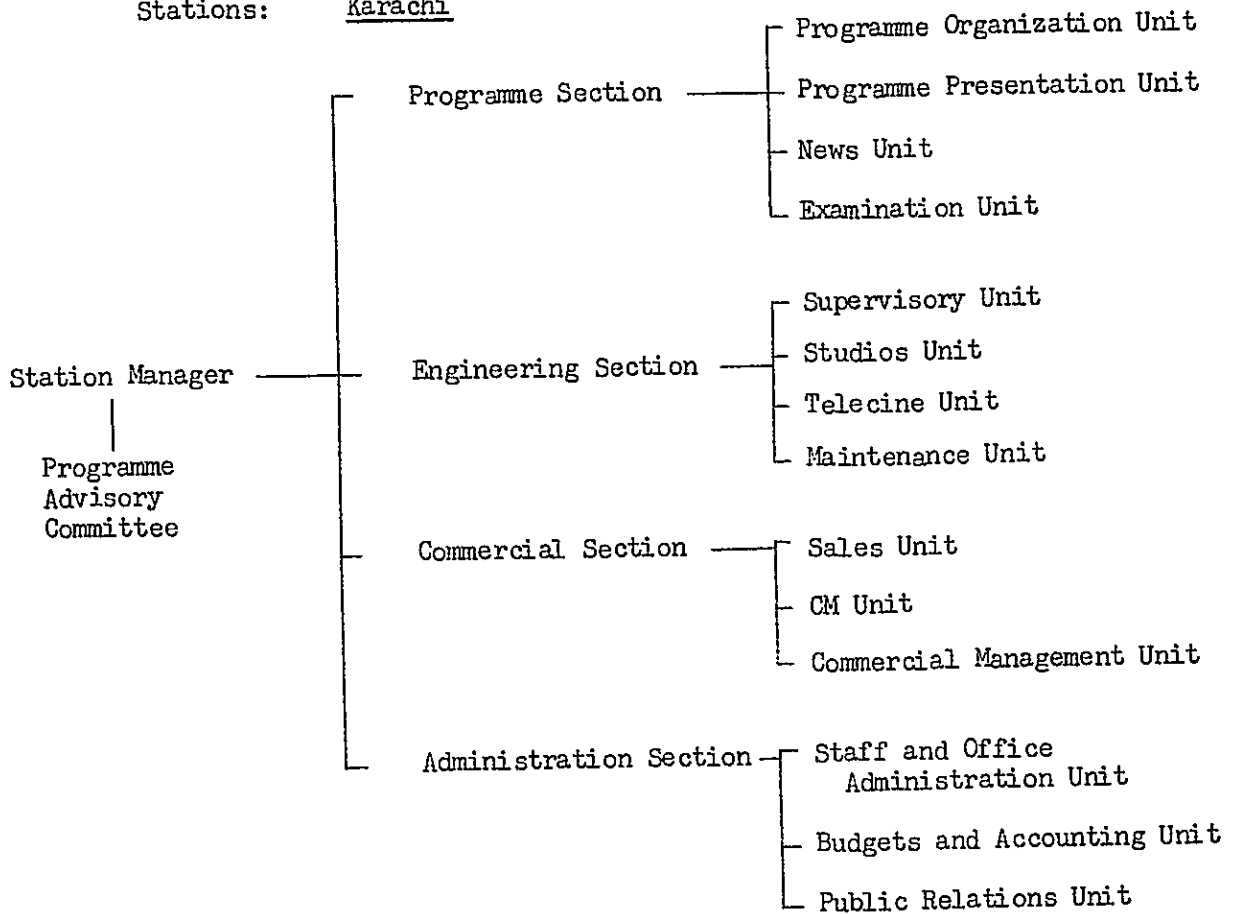 Stations: Karachi
Programme Organization Unit
Programme Section
Programme Presentation Unit
News Unit
Examination Unit
Supervisory Unit
Studios Unit
Station Manager
Engineering Section
Telecine Unit
Maintenance Unit
Programme
Advisory
Committee
Commercial Section
Sales Unit
CM Unit
Commercial Management Unit
Administration Section
Staff and Office
Administration Unit
Budgets and Accounting Unit
Public Relations Unit